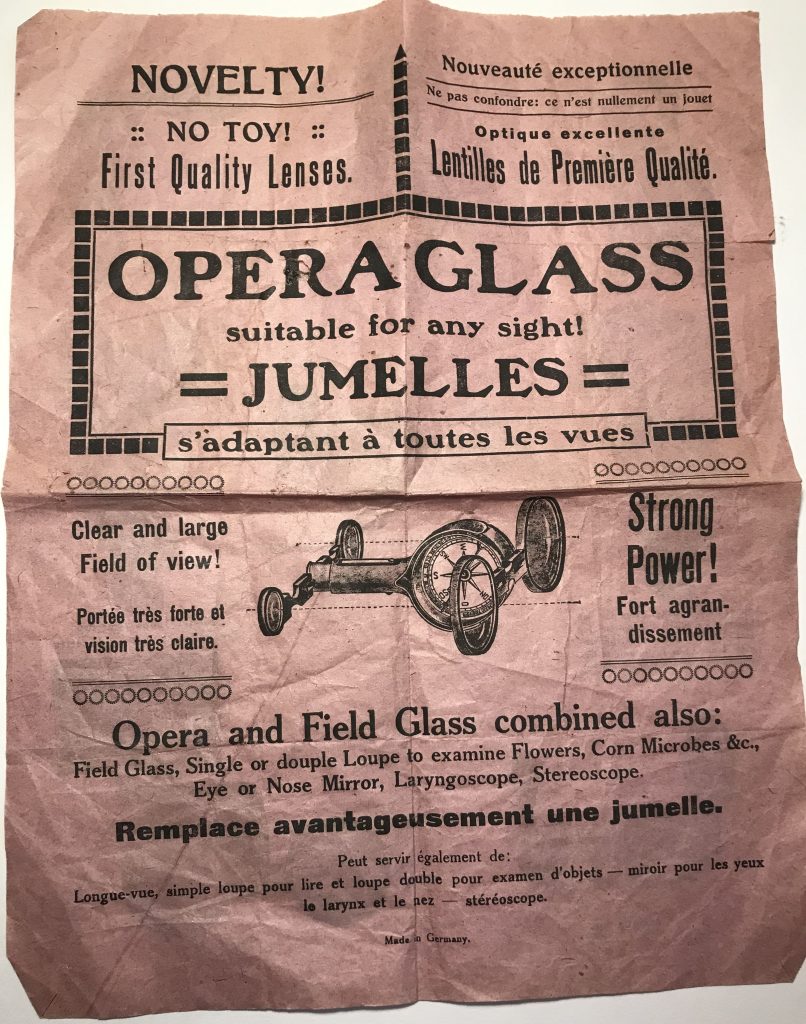 NOVELTY!
:: NO TOY! ::
First Quality Lenses.
Nouveauté exceptionnelle
Ne pas confondre: ce n'est nullement un jouet
Optique excellente
Lentilles de Première Qualité.
OPERA GLASS
suitable for any sight!
= JUMELLES =
s'adaptant à toutes les vues
Clear and large
Field of view!
Portée très forte et
vision très claire.
Strong
Power!
Fort agran-
dissement
Opera and Field Glass combined also:
Field Glass, Single or douple Loupe to examine Flowers, Corn Microbes &c.,
Eye or Nose Mirror, Laryngoscope, Stereoscope.
Remplace avantageusement une jumelle.
Peut servir également de:
Longue-vue, simple loupe pour lire et loupe double pour examen d'objets — miroir pour les yeux
le larynx et le nez — stéréoscope.
Made in Germany.